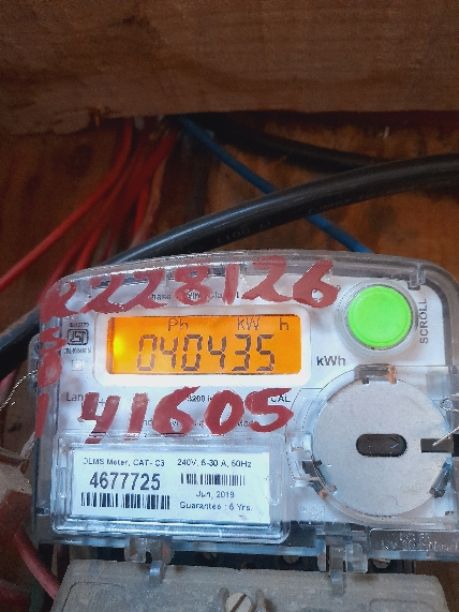 R228126
Ph kW h
040435
kWh
SCROLL
41605
CAL
DLMS Meter, CAT- C3
240V, 5-30 A, 50Hz
4677725
Jun, 2019
Guarantee : 6 Yrs.